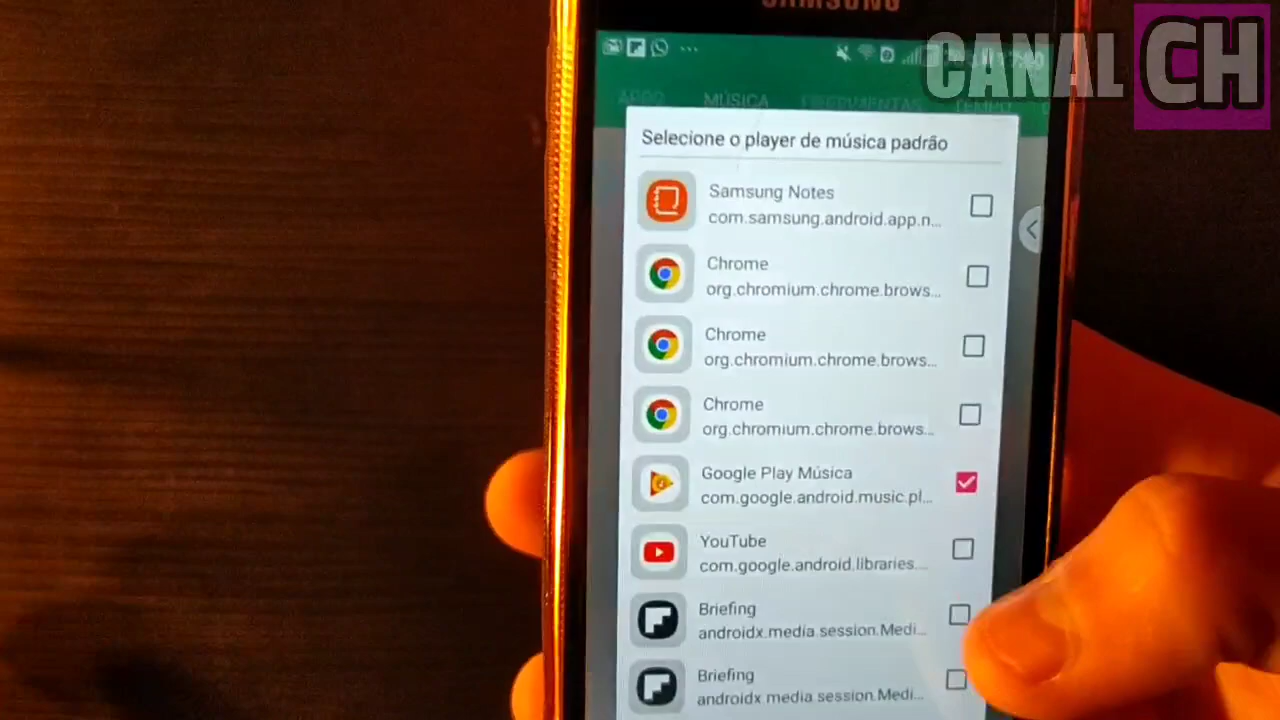 SAMSUNG
CANAL CH
MÚSICA
FERRAMENTAS
TEMPO
Selecione o player de música padrão
Samsung Notes
com.samsung.android.app.n...
Chrome
org.chromium.chrome.brows...
Chrome
org.chromium.chrome.brows...
Chrome
org.chromium.chrome.brows...
Google Play Música
com.google.android.music.pl...
YouTube
com.google.android.libraries....
Briefing
androidx.media.session.Medi...
Briefing
androidx.media.session.Medi...